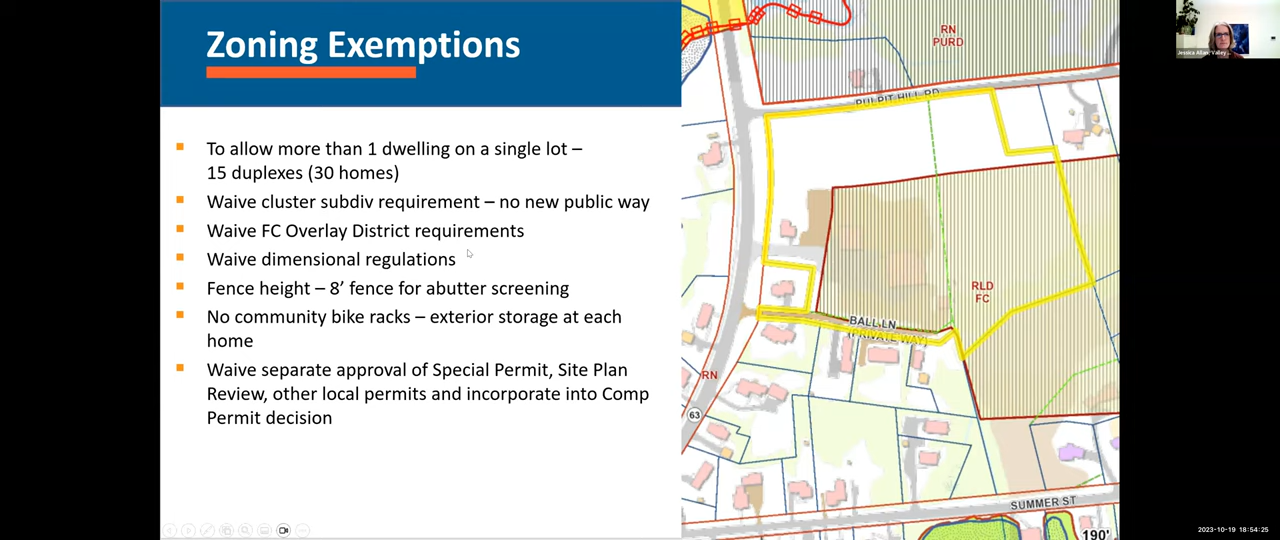 Zoning Exemptions
To allow more than 1 dwelling on a single lot –
15 duplexes (30 homes)
Waive cluster subdiv requirement – no new public way
Waive FC Overlay District requirements
Waive dimensional regulations
Fence height – 8’ fence for abutter screening
No community bike racks – exterior storage at each
home
Waive separate approval of Special Permit, Site Plan
Review, other local permits and incorporate into Comp
Permit decision
RN
PURD
PULPIT HILL RD
RLD
FC
BALL LN
(PRIVATE WAY)
RN
63
SUMMER ST
190'
Jessica Allan, Valley
2023-10-19 18:54:25